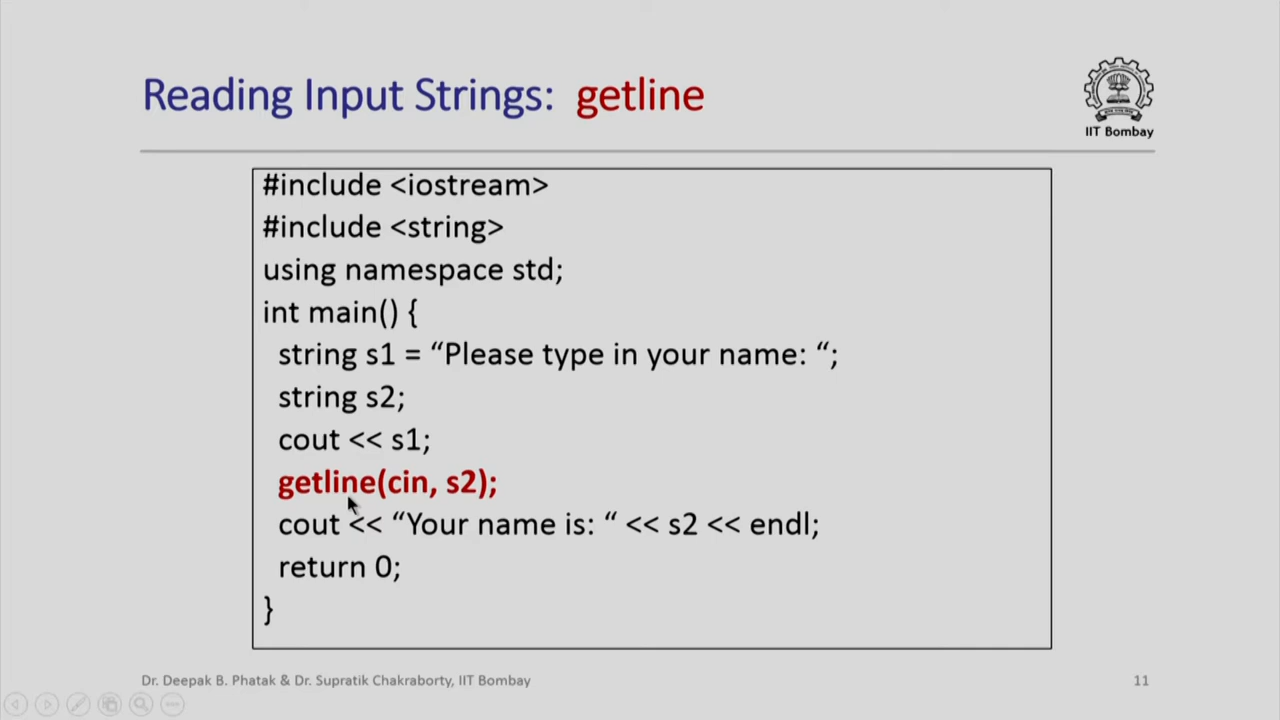 Reading Input Strings: getline
IIT Bombay
#include <iostream>
#include <string>
using namespace std;
int main() {
string s1 = “Please type in your name: “;
string s2;
cout << s1;
getline(cin, s2);
cout << “Your name is: “ << s2 << endl;
return 0;
}
Dr. Deepak B. Phatak & Dr. Supratik Chakraborty, IIT Bombay
11